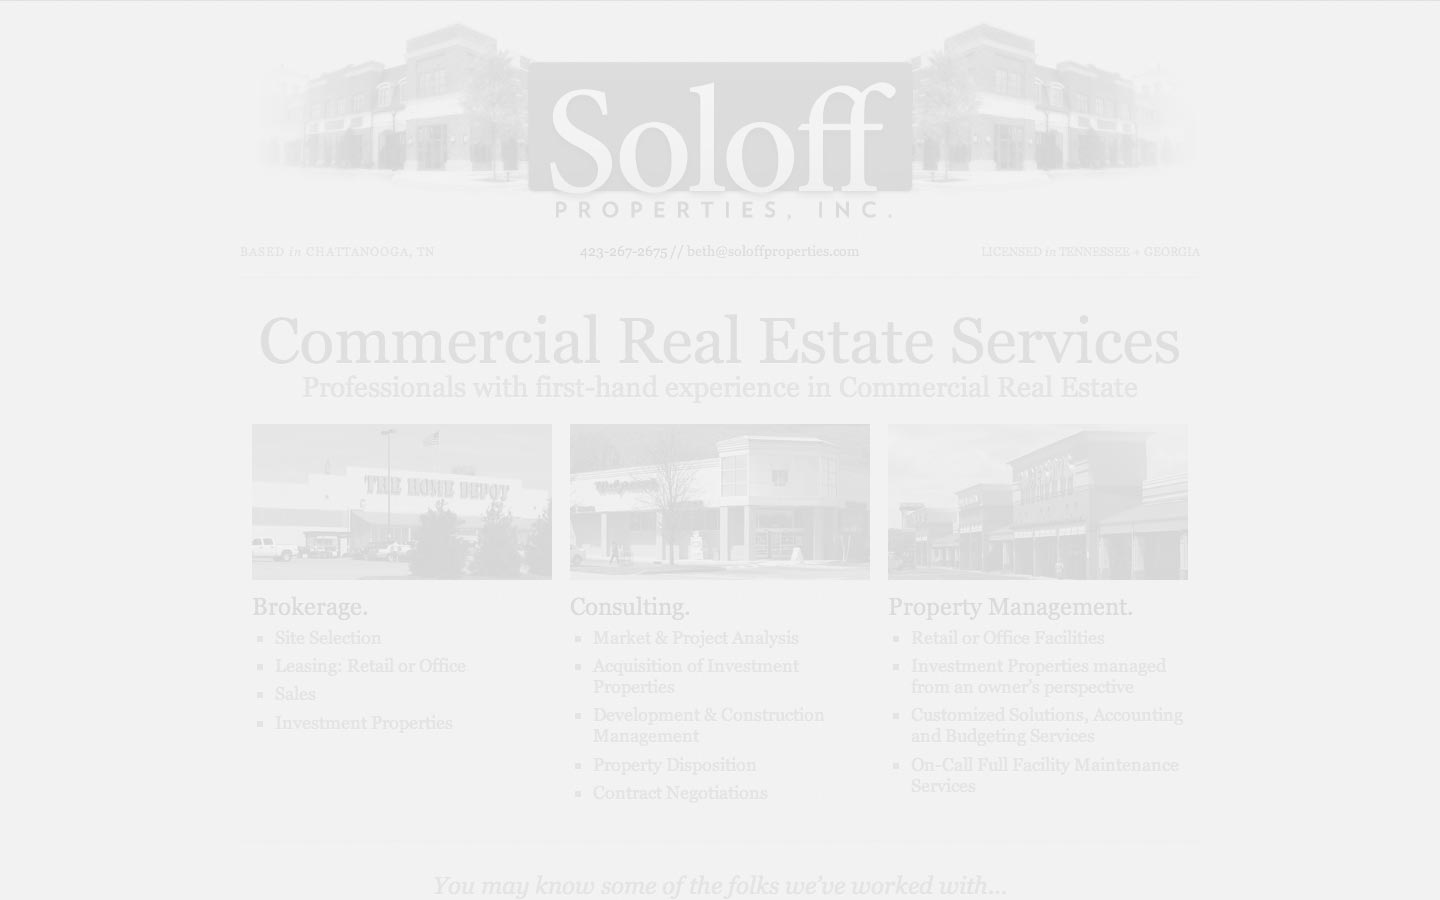 Soloff
PROPERTIES, INC.
BASED in CHATTANOOGA, TN
423-267-2675 // beth@soloffproperties.com
LICENSED in TENNESSEE + GEORGIA
Commercial Real Estate Services
Professionals with first-hand experience in Commercial Real Estate
THE HOME DEPOT
Brokerage.
Site Selection
Leasing: Retail or Office
Sales
Investment Properties
Consulting.
Market & Project Analysis
Acquisition of Investment
Properties
Development & Construction
Management
Property Disposition
Contract Negotiations
Property Management.
Retail or Office Facilities
Investment Properties managed
from an owner's perspective
Customized Solutions, Accounting
and Budgeting Services
On-Call Full Facility Maintenance
Services
You may know some of the folks we've worked with...